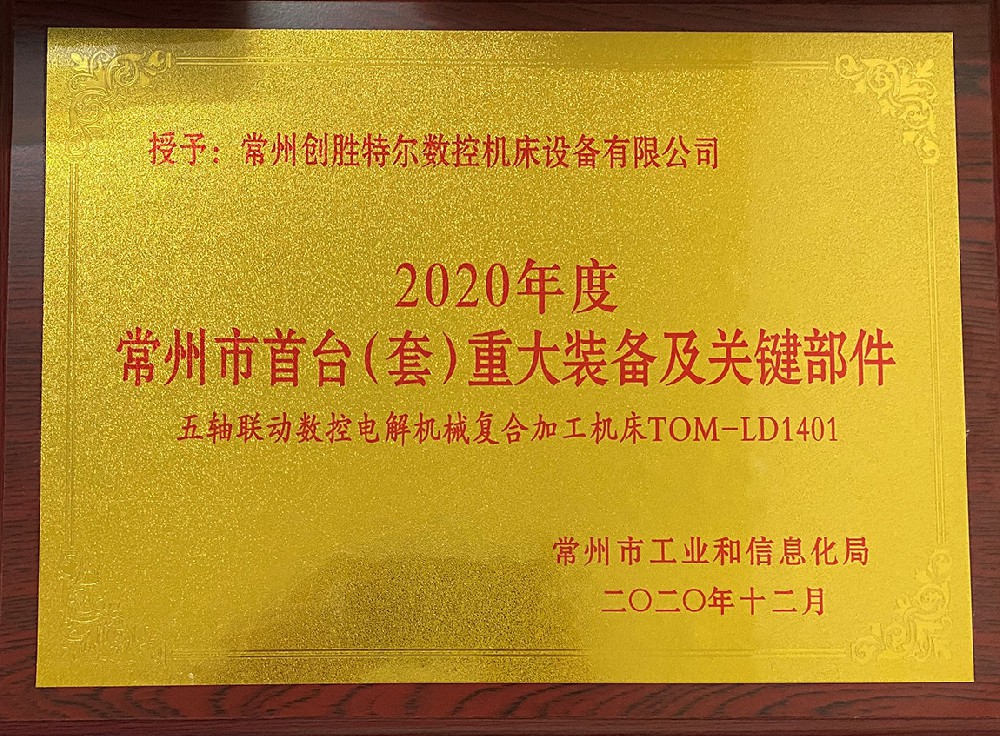 授予：常州创胜特尔数控机床设备有限公司
2020年度
常州市首台(套)重大装备及关键部件
五轴联动数控电解机械复合加工机床TOM-LD1401
常州市工业和信息化局
二〇二〇年十二月